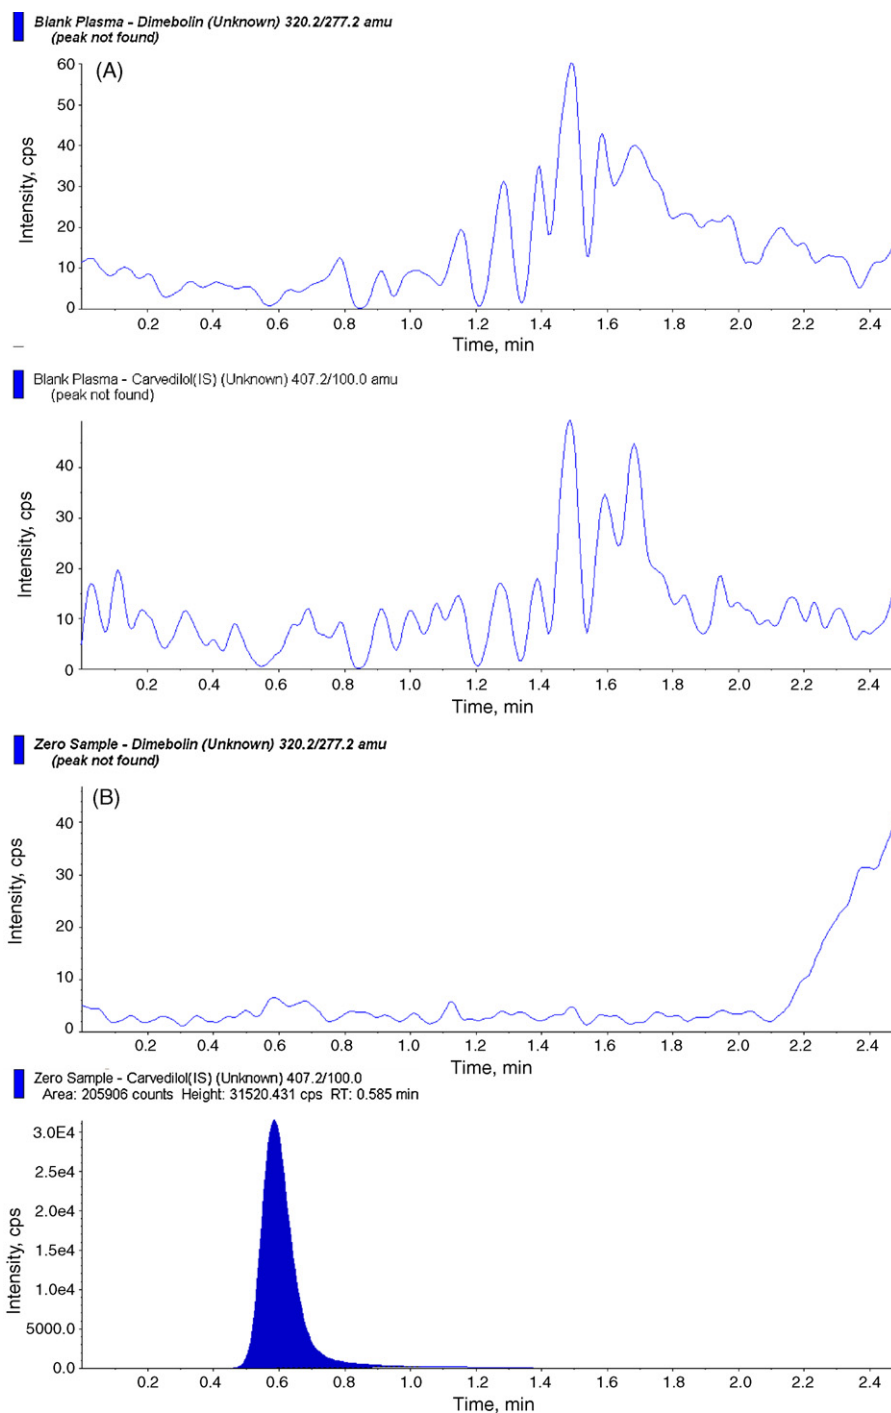 Blank Plasma - Dimebolin (Unknown) 320.2/277.2 amu
(peak not found)
(A)
60
50
40
30
20
10
0
Intensity, cps
0.2 0.4 0.6 0.8 1.0 1.2 1.4 1.6 1.8 2.0 2.2 2.4
Time, min
Blank Plasma - Carvedilol(IS) (Unknown) 407.2/100.0 amu
(peak not found)
40
30
20
10
0
Intensity, cps
0.2 0.4 0.6 0.8 1.0 1.2 1.4 1.6 1.8 2.0 2.2 2.4
Time, min
Zero Sample - Dimebolin (Unknown) 320.2/277.2 amu
(peak not found)
(B)
40
30
20
10
0
Intensity, cps
0.2 0.4 0.6 0.8 1.0 1.2 1.4 1.6 1.8 2.0 2.2 2.4
Time, min
Zero Sample - Carvedilol(IS) (Unknown) 407.2/100.0
Area: 205906 counts Height: 31520.431 cps RT: 0.585 min
3.0E4
2.5e4
2.0e4
1.5e4
1.0e4
5000.0
0.0
Intensity, cps
0.2 0.4 0.6 0.8 1.0 1.2 1.4 1.6 1.8 2.0 2.2 2.4
Time, min